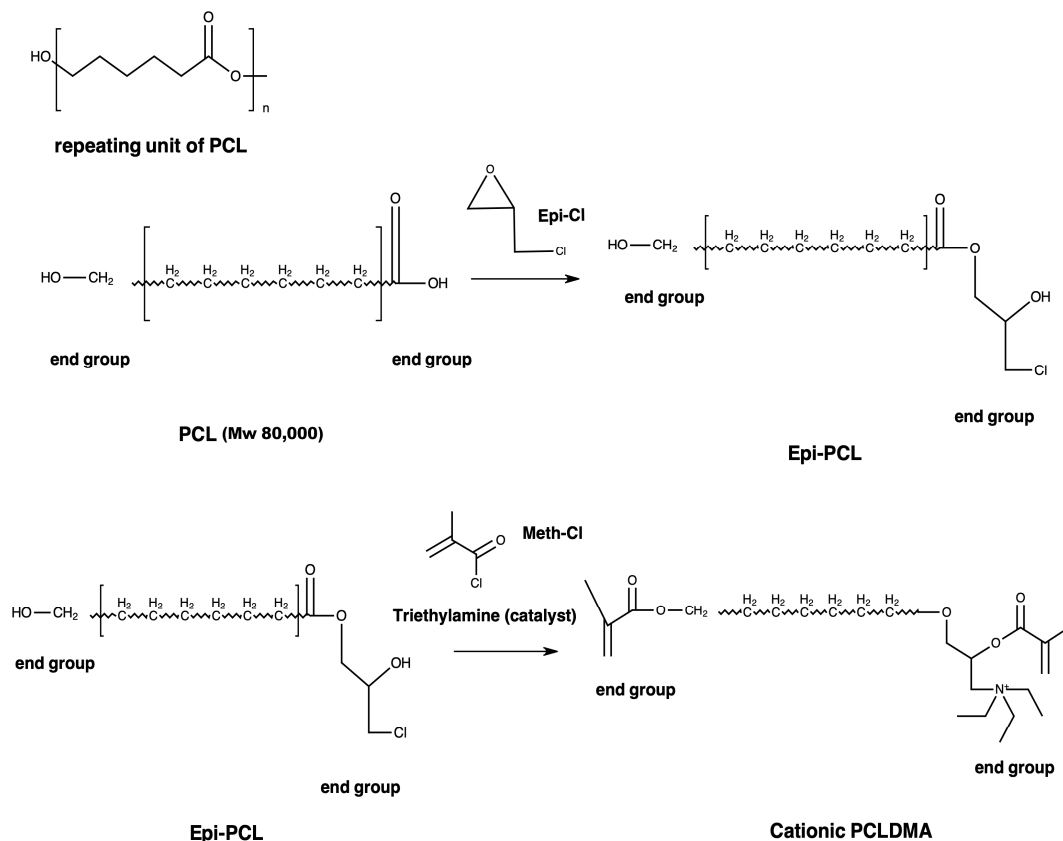 O
HO
O
n
repeating unit of PCL
O
Epi-Cl
Cl
HO—CH₂
H₂ H₂ H₂ H₂ H₂ H₂
C C C C C C
O
OH
end group
end group
PCL (Mw 80,000)
HO—CH₂
H₂ H₂ H₂ H₂ H₂ H₂
C C C C C C
O
O
OH
Cl
end group
end group
Epi-PCL
Meth-Cl
O
Cl
Triethylamine (catalyst)
HO—CH₂
H₂ H₂ H₂ H₂ H₂ H₂
C C C C C C
O
O
OH
Cl
end group
end group
Epi-PCL
O
O—CH₂
H₂ H₂ H₂ H₂ H₂
C C C C C
O
O
O
N⁺
end group
end group
Cationic PCLDMA